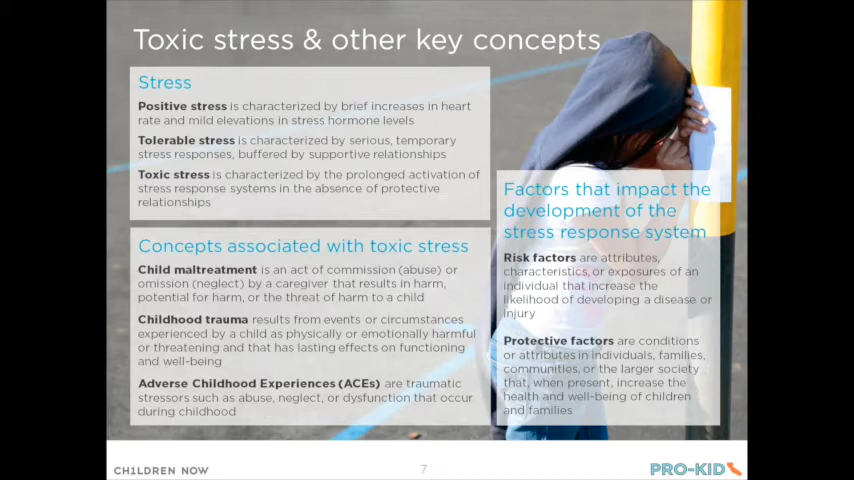 Toxic stress & other key concepts
Stress
Positive stress is characterized by brief increases in heart
rate and mild elevations in stress hormone levels
Tolerable stress is characterized by serious, temporary
stress responses, buffered by supportive relationships
Toxic stress is characterized by the prolonged activation of
stress response systems in the absence of protective
relationships
Concepts associated with toxic stress
Child maltreatment is an act of commission (abuse) or
omission (neglect) by a caregiver that results in harm,
potential for harm, or the threat of harm to a child
Childhood trauma results from events or circumstances
experienced by a child as physically or emotionally harmful
or threatening and that has lasting effects on functioning
and well-being
Adverse Childhood Experiences (ACEs) are traumatic
stressors such as abuse, neglect, or dysfunction that occur
during childhood
Factors that impact the
development of the
stress response system
Risk factors are attributes,
characteristics, or exposures of an
individual that increase the
likelihood of developing a disease or
injury
Protective factors are conditions
or attributes in individuals, families,
communities, or the larger society
that, when present, increase the
health and well-being of children
and families
CH1LDREN NOW
7
PRO-KID